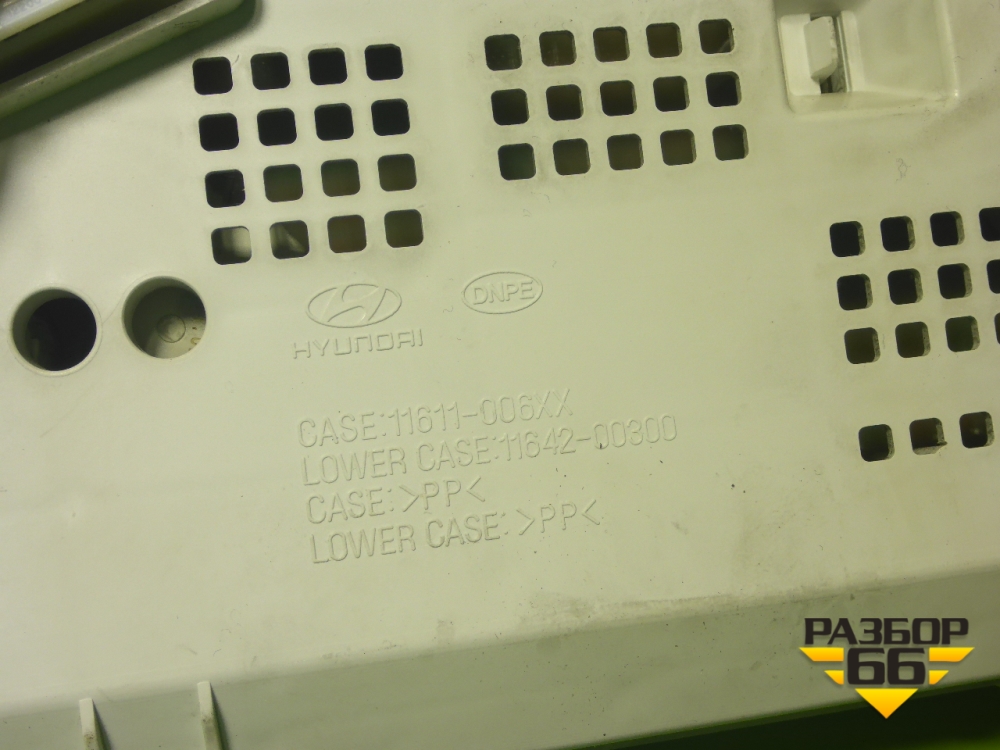 HYUNDAI
DNPE
CASE:11611-006XX
LOWER CASE:11642-00300
CASE: >PP<
LOWER CASE: >PP<
РАЗБОР
66